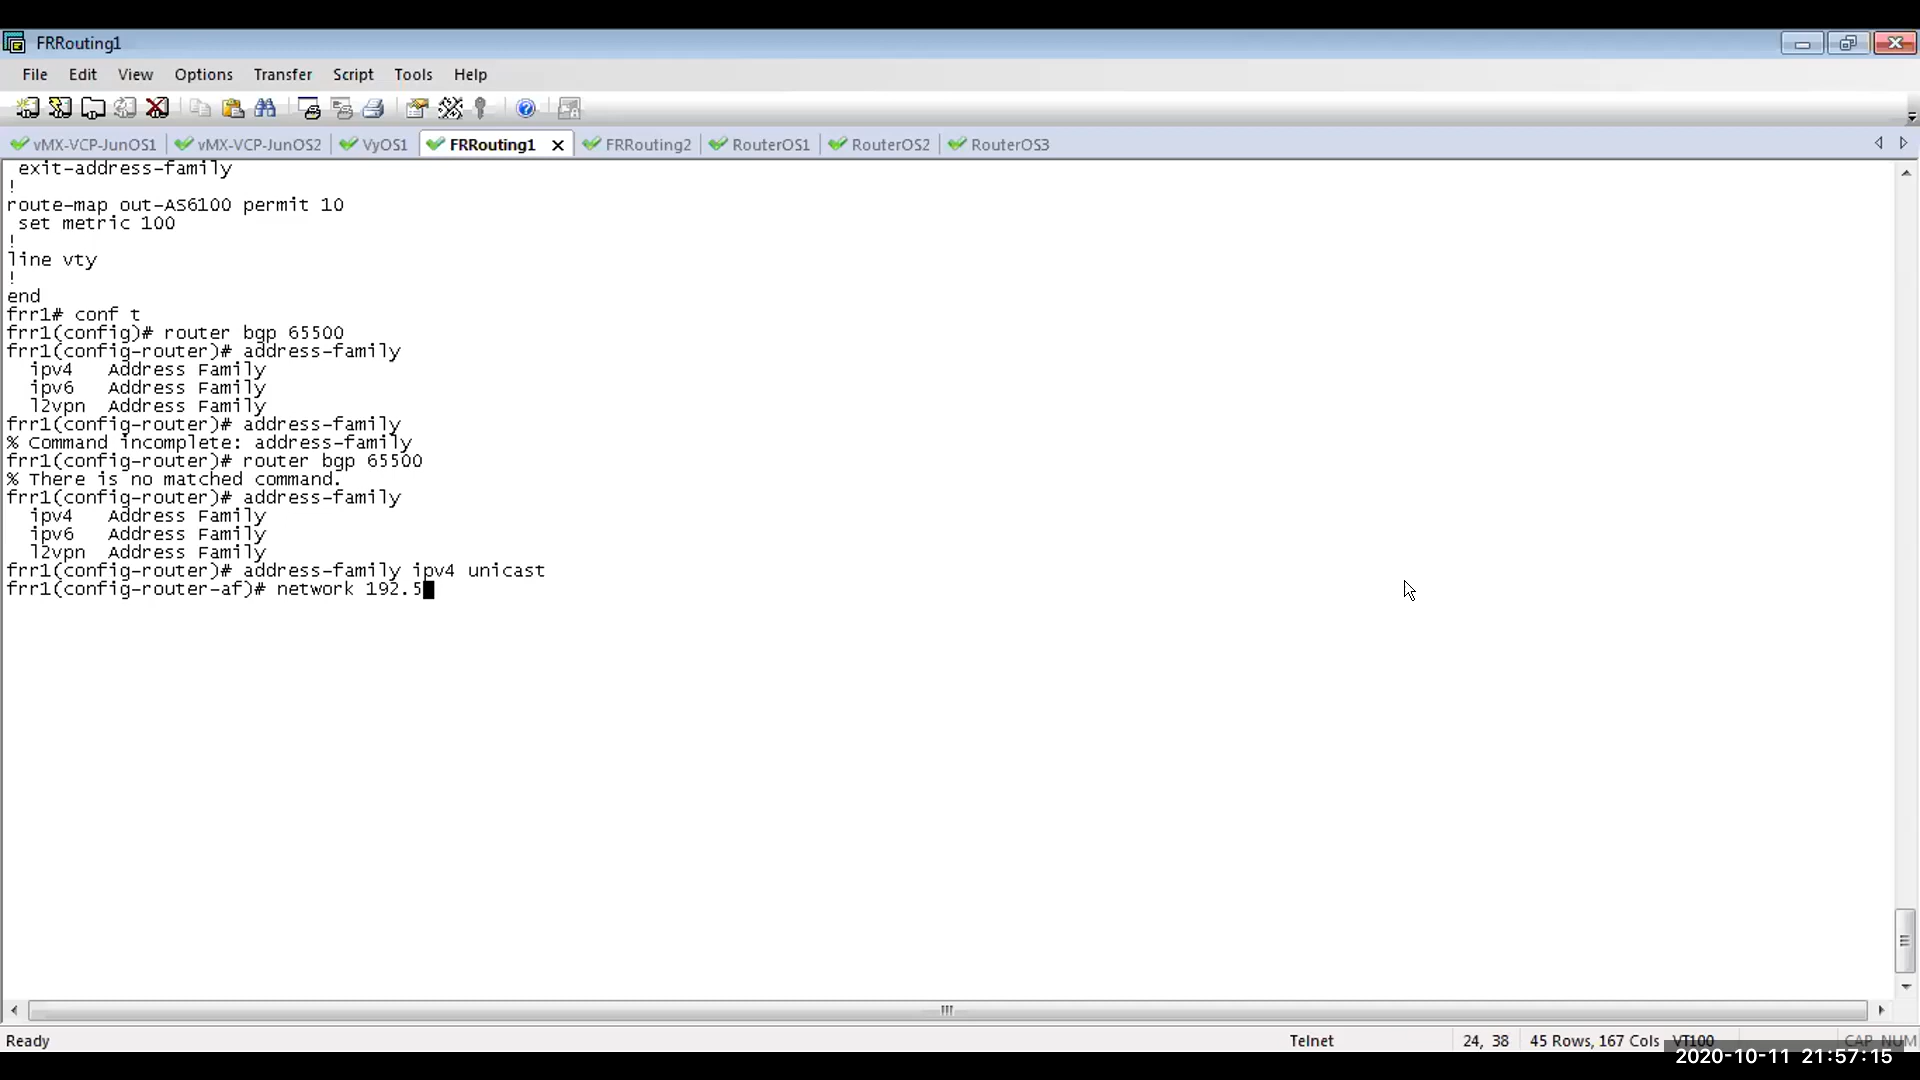 FRRouting1
File Edit View Options Transfer Script Tools Help
vMX-VCP-JunOS1 vMX-VCP-JunOS2 VyOS1 FRRouting1 FRRouting2 RouterOS1 RouterOS2 RouterOS3
exit-address-family
!
route-map out-AS6100 permit 10
set metric 100
!
line vty
!
end
frr1# conf t
frr1(config)# router bgp 65500
frr1(config-router)# address-family
ipv4 Address Family
ipv6 Address Family
l2vpn Address Family
frr1(config-router)# address-family
% Command incomplete: address-family
frr1(config-router)# router bgp 65500
% There is no matched command.
frr1(config-router)# address-family
ipv4 Address Family
ipv6 Address Family
l2vpn Address Family
frr1(config-router)# address-family ipv4 unicast
frr1(config-router-af)# network 192.5
Ready Telnet 24, 38 45 Rows, 167 Cols VT100 CAP NUM
2020-10-11 21:57:15